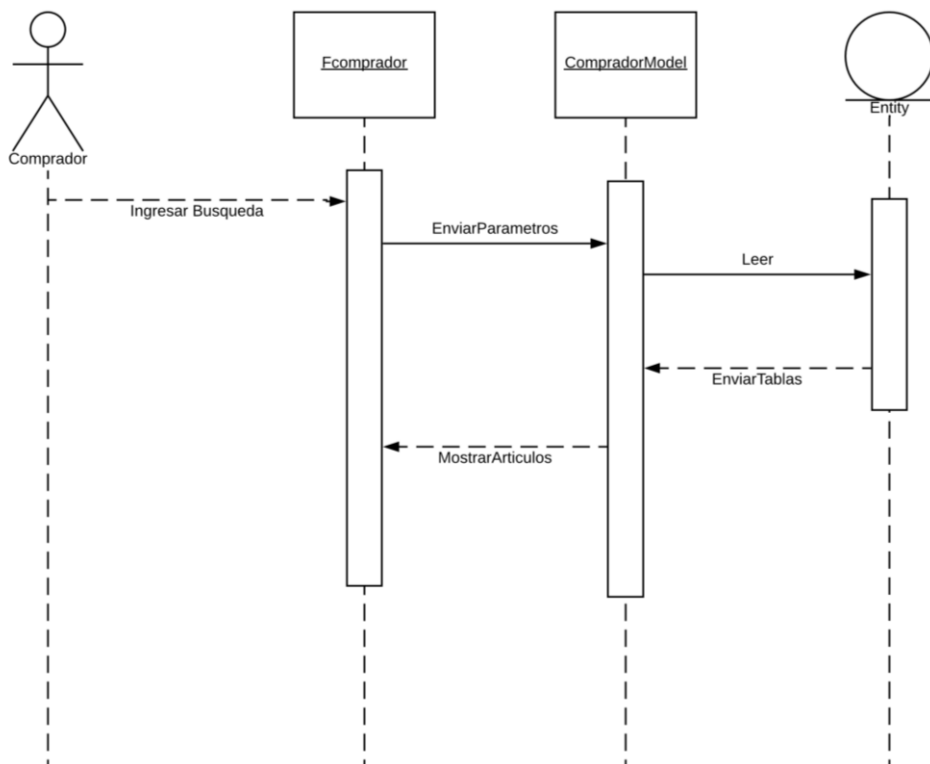 Fcomprador
CompradorModel
Entity
Comprador
Ingresar Busqueda
EnviarParametros
Leer
EnviarTablas
MostrarArticulos